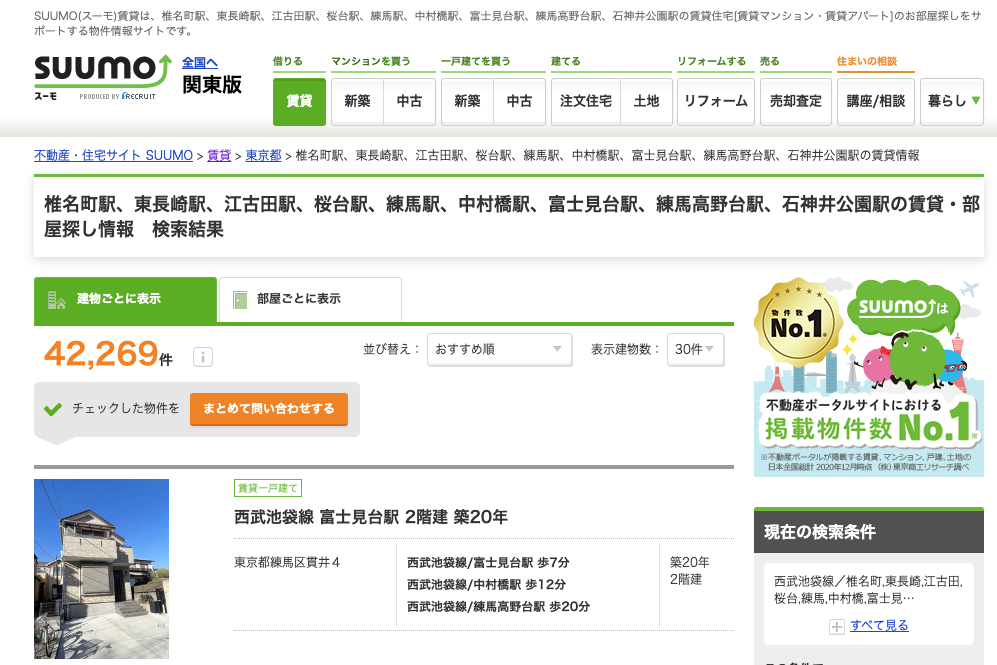 SUUMO(スーモ)賃貸は、椎名町駅、東長崎駅、江古田駅、桜台駅、練馬駅、中村橋駅、富士見台駅、練馬高野台駅、石神井公園駅の賃貸住宅[賃貸マンション・賃貸アパート]のお部屋探しをサ
ポートする物件情報サイトです。
suumo
スーモ PRODUCED BY RECRUIT
全国へ
関東版
借りる マンションを買う 一戸建てを買う 建てる リフォームする 売る 住まいの相談
賃貸 新築 中古 新築 中古 注文住宅 土地 リフォーム 売却査定 講座/相談 暮らし
不動産・住宅サイト SUUMO > 賃貸 > 東京都 > 椎名町駅、東長崎駅、江古田駅、桜台駅、練馬駅、中村橋駅、富士見台駅、練馬高野台駅、石神井公園駅の賃貸情報
椎名町駅、東長崎駅、江古田駅、桜台駅、練馬駅、中村橋駅、富士見台駅、練馬高野台駅、石神井公園駅の賃貸・部
屋探し情報 検索結果
建物ごとに表示 部屋ごとに表示
42,269件 i
並び替え： おすすめ順 表示建物数： 30件
チェックした物件を まとめて問い合わせする
賃貸一戸建て
西武池袋線 富士見台駅 2階建 築20年
東京都練馬区貫井４
西武池袋線/富士見台駅 歩7分
西武池袋線/中村橋駅 歩12分
西武池袋線/練馬高野台駅 歩20分
築20年
2階建
物件数
No.1※
suumoは
不動産ポータルサイトにおける
掲載物件数No.1※
※不動産ポータルが掲載する賃貸、マンション、戸建、土地の
日本全国総計 2020年12月時点 （株）東京商工リサーチ調べ
現在の検索条件
西武池袋線／椎名町,東長崎,江古田,
桜台,練馬,中村橋,富士見…
すべて見る